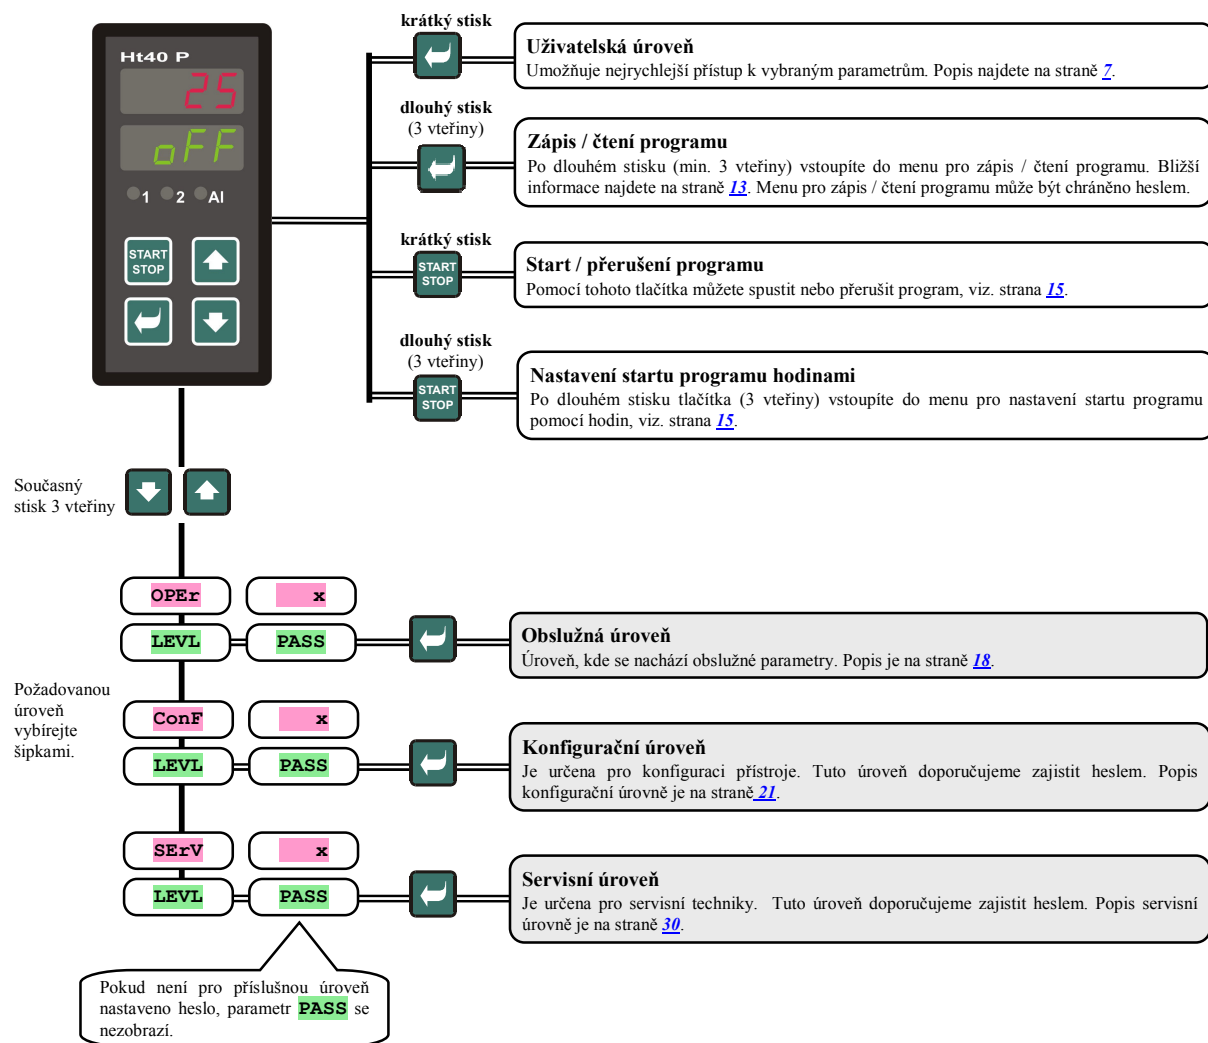 krátký stisk
Uživatelská úroveň
Umožňuje nejrychlejší přístup k vybraným parametrům. Popis najdete na straně 7.
Ht40 P
25
oFF
1 2 Al
START
STOP
dlouhý stisk
(3 vteřiny)
Zápis / čtení programu
Po dlouhém stisku (min. 3 vteřiny) vstoupíte do menu pro zápis / čtení programu. Bližší
informace najdete na straně 13. Menu pro zápis / čtení programu může být chráněno heslem.
krátký stisk
START
STOP
Start / přerušení programu
Pomocí tohoto tlačítka můžete spustit nebo přerušit program, viz. strana 15.
dlouhý stisk
(3 vteřiny)
START
STOP
Nastavení startu programu hodinami
Po dlouhém stisku tlačítka (3 vteřiny) vstoupíte do menu pro nastavení startu programu
pomocí hodin, viz. strana 15.
Současný
stisk 3 vteřiny
OPEr x
LEVL PASS
Obslužná úroveň
Úroveň, kde se nachází obslužné parametry. Popis je na straně 18.
Požadovanou
úroveň
vybírejte
šipkami.
ConF x
LEVL PASS
Konfigurační úroveň
Je určena pro konfiguraci přístroje. Tuto úroveň doporučujeme zajistit heslem. Popis
konfigurační úrovně je na straně 21.
SErV x
LEVL PASS
Servisní úroveň
Je určena pro servisní techniky. Tuto úroveň doporučujeme zajistit heslem. Popis servisní
úrovně je na straně 30.
Pokud není pro příslušnou úroveň
nastaveno heslo, parametr PASS se
nezobrazí.